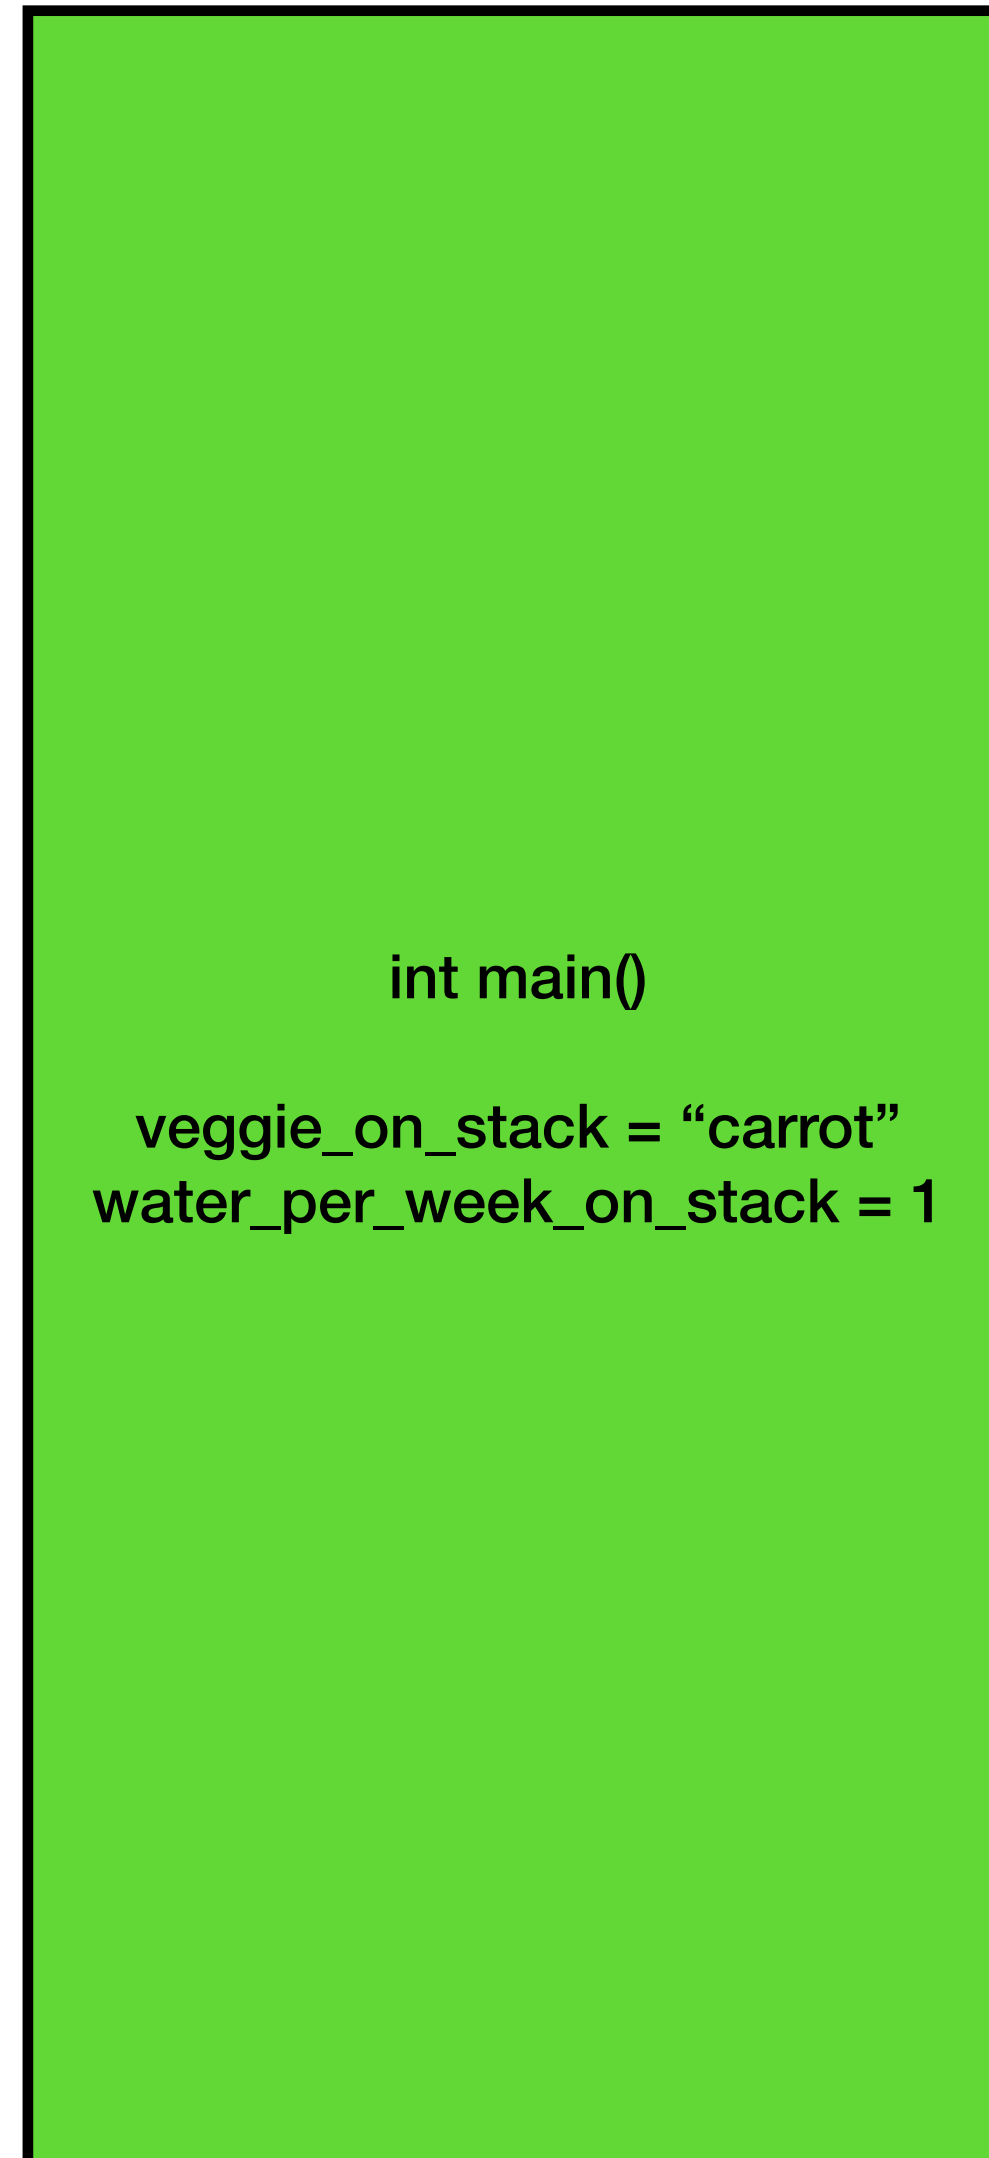 int main()
veggie_on_stack = “carrot”
water_per_week_on_stack = 1